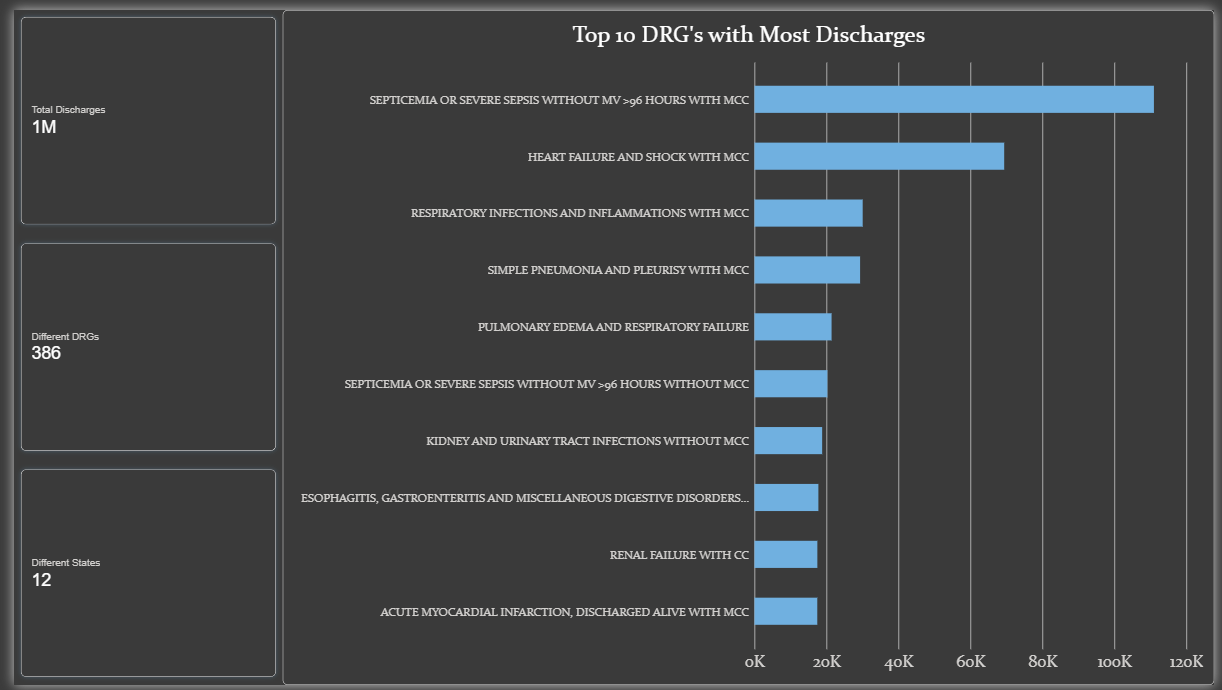 Total Discharges
1M
Different DRGs
386
Different States
12
Top 10 DRG's with Most Discharges
SEPTICEMIA OR SEVERE SEPSIS WITHOUT MV >96 HOURS WITH MCC
HEART FAILURE AND SHOCK WITH MCC
RESPIRATORY INFECTIONS AND INFLAMMATIONS WITH MCC
SIMPLE PNEUMONIA AND PLEURISY WITH MCC
PULMONARY EDEMA AND RESPIRATORY FAILURE
SEPTICEMIA OR SEVERE SEPSIS WITHOUT MV >96 HOURS WITHOUT MCC
KIDNEY AND URINARY TRACT INFECTIONS WITHOUT MCC
ESOPHAGITIS, GASTROENTERITIS AND MISCELLANEOUS DIGESTIVE DISORDERS...
RENAL FAILURE WITH CC
ACUTE MYOCARDIAL INFARCTION, DISCHARGED ALIVE WITH MCC
0K 20K 40K 60K 80K 100K 120K